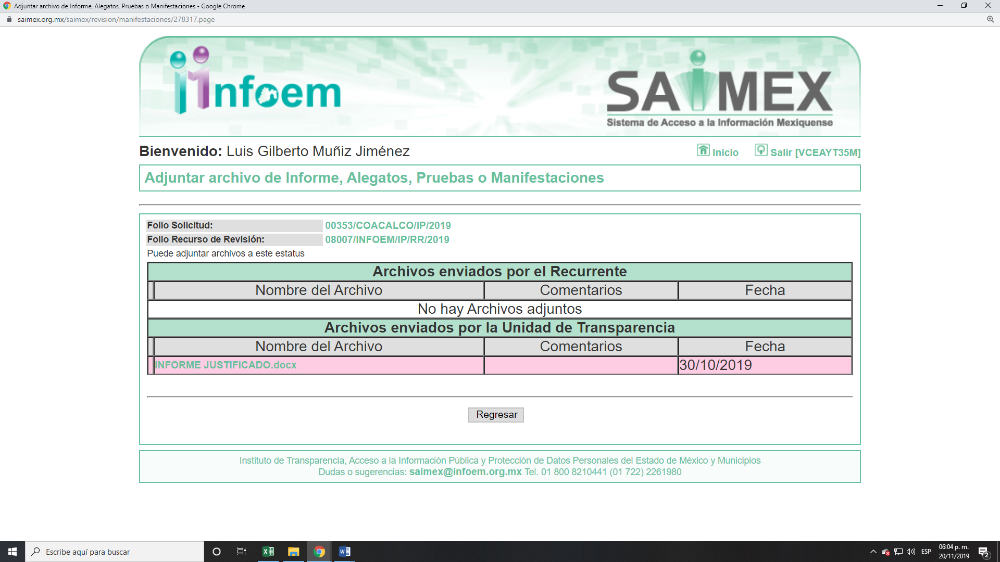 Adjuntar archivo de Informe, Alegatos, Pruebas o Manifestaciones - Google Chrome
saimex.org.mx/saimex/revision/manifestaciones/278317.page
infoem
SAiMEX
Sistema de Acceso a la Información Mexiquense
Bienvenido: Luis Gilberto Muñiz Jiménez
Inicio Salir [VCEAYT35M]
Adjuntar archivo de Informe, Alegatos, Pruebas o Manifestaciones
Folio Solicitud: 00353/COACALCO/IP/2019
Folio Recurso de Revisión: 08007/INFOEM/IP/RR/2019
Puede adjuntar archivos a este estatus
Archivos enviados por el Recurrente
Nombre del Archivo Comentarios Fecha
No hay Archivos adjuntos
Archivos enviados por la Unidad de Transparencia
Nombre del Archivo Comentarios Fecha
INFORME JUSTIFICADO.docx 30/10/2019
Regresar
Instituto de Transparencia, Acceso a la Información Pública y Protección de Datos Personales del Estado de México y Municipios
Dudas o sugerencias: saimex@infoem.org.mx Tel. 01 800 8210441 (01 722) 2261980
Escribe aquí para buscar
ESP
06:04 p. m.
20/11/2019
2